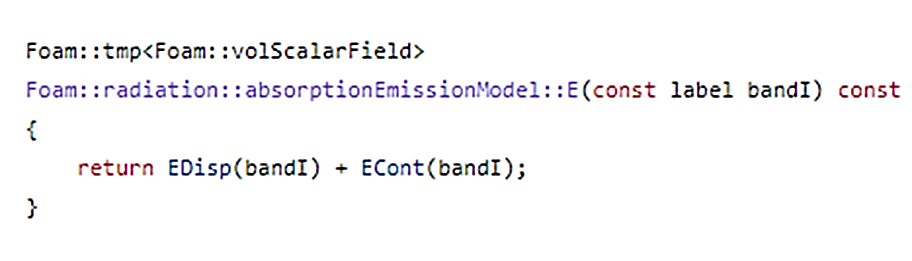 Foam::tmp<Foam::volScalarField>
Foam::radiation::absorptionEmissionModel::E(const label bandI) const
{
    return EDisp(bandI) + ECont(bandI);
}